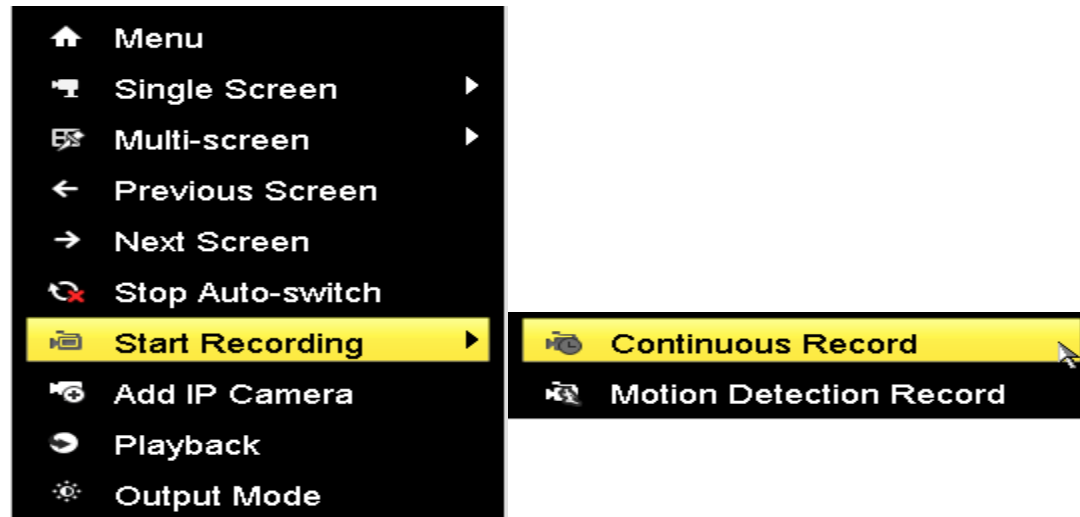 Menu
Single Screen
Multi-screen
Previous Screen
Next Screen
Stop Auto-switch
Start Recording
Continuous Record
Add IP Camera
Motion Detection Record
Playback
Output Mode